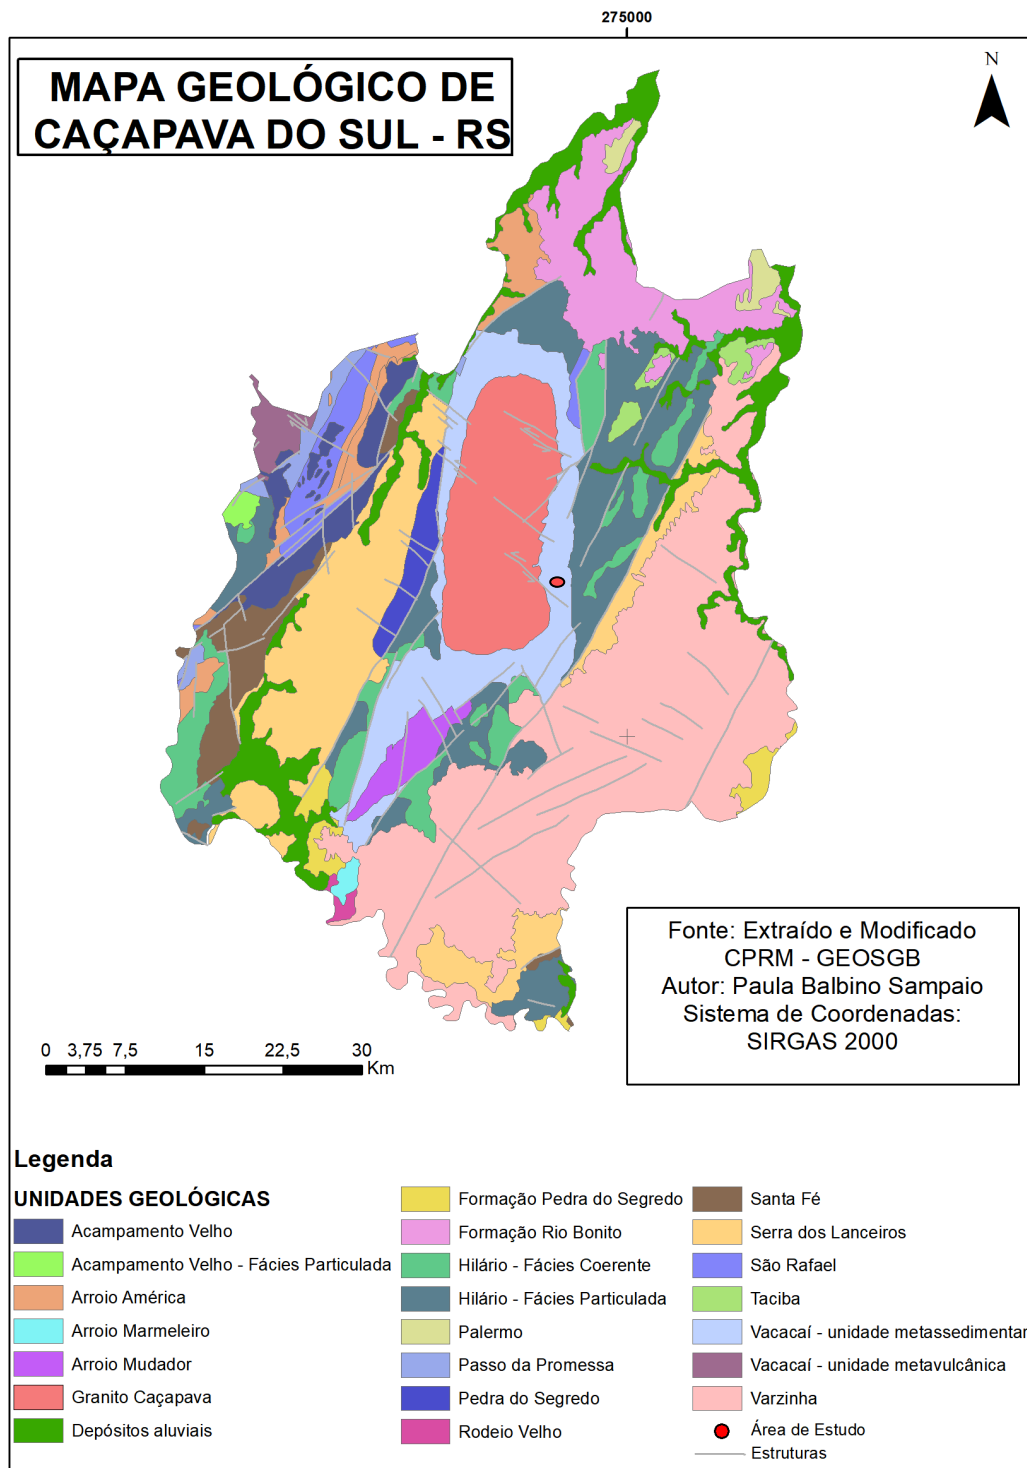 275000
MAPA GEOLÓGICO DE
CAÇAPAVA DO SUL - RS
N
Fonte: Extraído e Modificado
CPRM - GEOSGB
Autor: Paula Balbino Sampaio
Sistema de Coordenadas:
SIRGAS 2000
0 3,75 7,5 15 22,5 30
Km
Legenda
UNIDADES GEOLÓGICAS
Acampamento Velho
Acampamento Velho - Fácies Particulada
Arroio América
Arroio Marmeleiro
Arroio Mudador
Granito Caçapava
Depósitos aluviais
Formação Pedra do Segredo
Formação Rio Bonito
Hilário - Fácies Coerente
Hilário - Fácies Particulada
Palermo
Passo da Promessa
Pedra do Segredo
Rodeio Velho
Santa Fé
Serra dos Lanceiros
São Rafael
Taciba
Vacacaí - unidade metassedimentar
Vacacaí - unidade metavulcânica
Varzinha
Área de Estudo
Estruturas